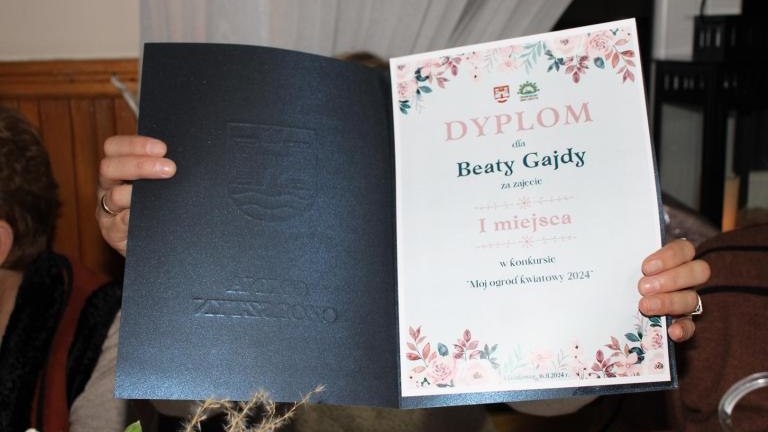 DYPLOM
dla
Beaty Gajdy
za zajęcie
I miejsca
w konkursie
"Mój ogród kwiatowy 2024"